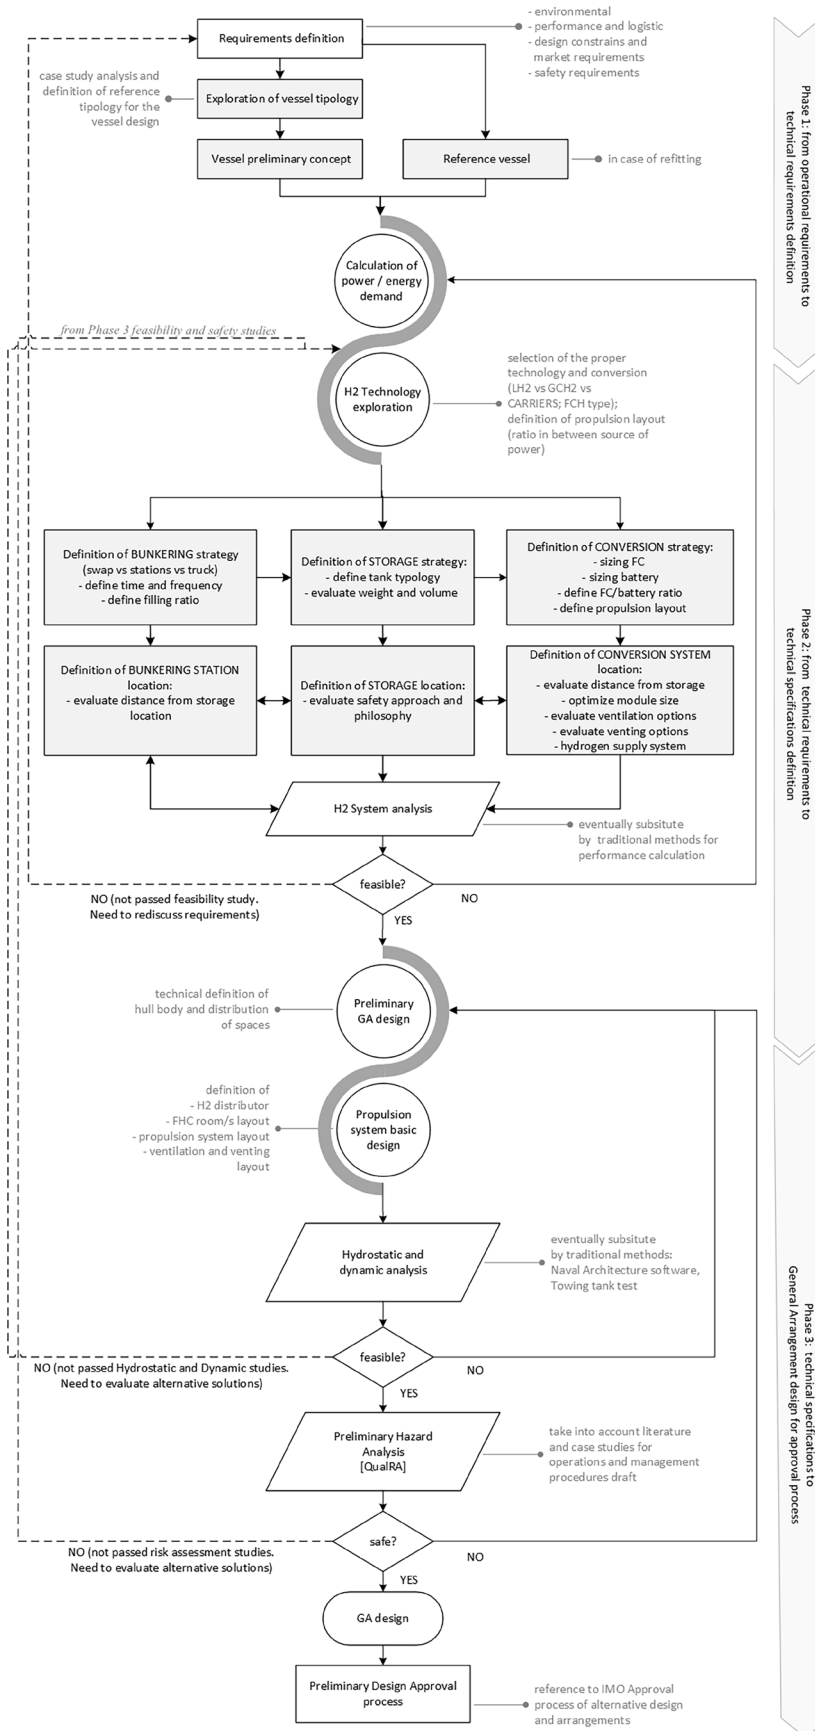 Requirements definition
- environmental
- performance and logistic
- design constrains and
market requirements
- safety requirements
case study analysis and
definition of reference
tipology for the
vessel design
Exploration of vessel tipology
Vessel preliminary concept
Reference vessel
in case of refitting
Phase 1: from operational requirements to
technical requirements definition
Calculation of
power / energy
demand
from Phase 3 feasibility and safety studies
H2 Technology
exploration
selection of the proper
technology and conversion
(LH2 vs GCH2 vs
CARRIERS; FCH type);
definition of propulsion layout
(ratio in between source of
power)
Definition of BUNKERING strategy
(swap vs stations vs truck)
- define time and frequency
- define filling ratio
Definition of STORAGE strategy:
- define tank typology
- evaluate weight and volume
Definition of CONVERSION strategy:
- sizing FC
- sizing battery
- define FC/battery ratio
- define propulsion layout
Definition of BUNKERING STATION
location:
- evaluate distance from storage
location
Definition of STORAGE location:
- evaluate safety approach and
philosophy
Definition of CONVERSION SYSTEM
location:
- evaluate distance from storage
- optimize module size
- evaluate ventilation options
- evaluate venting options
- hydrogen supply system
Phase 2: from technical requirements to
technical specifications definition
H2 System analysis
eventually subsitute
by traditional methods for
performance calculation
feasible?
NO (not passed feasibility study.
Need to rediscuss requirements)
NO
YES
technical definition of
hull body and distribution
of spaces
Preliminary
GA design
definition of
- H2 distributor
- FHC room/s layout
- propulsion system layout
- ventilation and venting
layout
Propulsion
system basic
design
Hydrostatic and
dynamic analysis
eventually subsitute
by traditional methods:
Naval Architecture software,
Towing tank test
feasible?
NO (not passed Hydrostatic and Dynamic studies.
Need to evaluate alternative solutions)
NO
YES
Phase 3: technical specifications to
General Arrangement design for approval process
Preliminary Hazard
Analysis
[QualRA]
take into account literature
and case studies for
operations and management
procedures draft
safe?
NO (not passed risk assessment studies.
Need to evaluate alternative solutions)
NO
YES
GA design
Preliminary Design Approval
process
reference to IMO Approval
process of alternative design
and arrangements